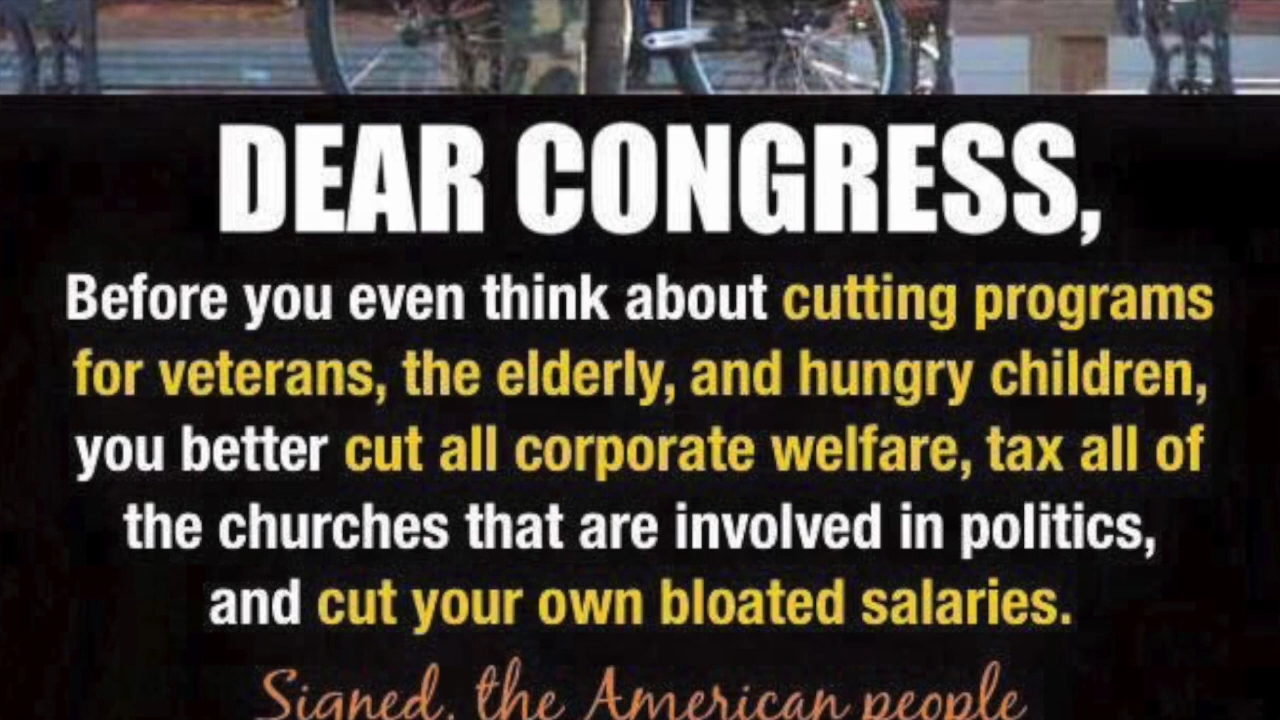 DEAR CONGRESS,
Before you even think about cutting programs
for veterans, the elderly, and hungry children,
you better cut all corporate welfare, tax all of
the churches that are involved in politics,
and cut your own bloated salaries.
Signed, the American people